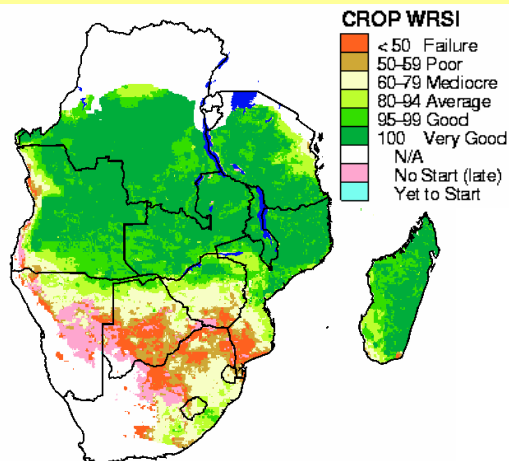 CROP WRSI
< 50 Failure
50-59 Poor
60-79 Mediocre
80-94 Average
95-99 Good
100 Very Good
N/A
No Start (late)
Yet to Start